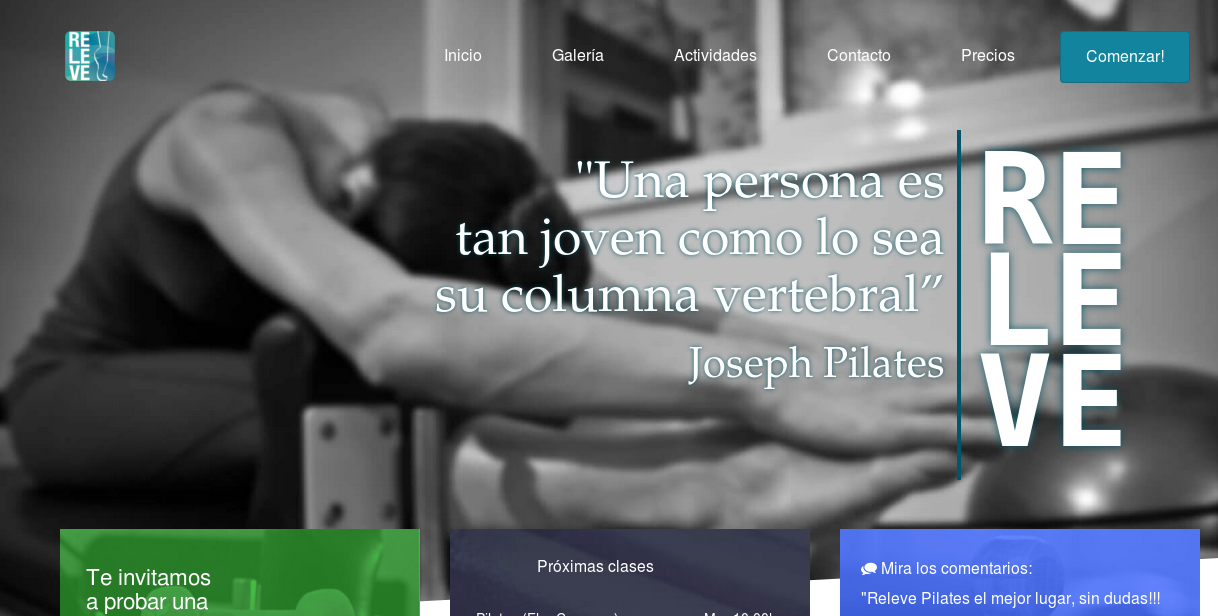 RE
LE
VE
Inicio Galería Actividades Contacto Precios Comenzar!
"Una persona es
tan joven como lo sea
su columna vertebral”
Joseph Pilates
RE
LE
VE
Te invitamos
a probar una
Próximas clases
Mira los comentarios:
"Releve Pilates el mejor lugar, sin dudas!!!